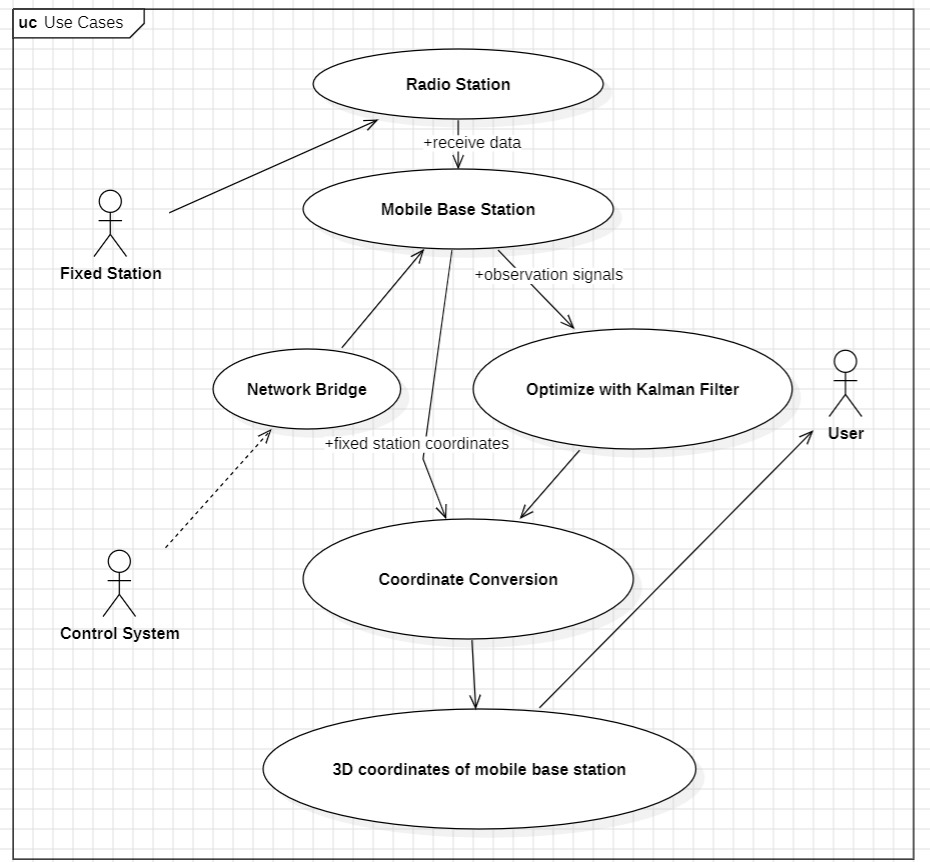 uc Use Cases
Radio Station
+receive data
Mobile Base Station
Fixed Station
+observation signals
Network Bridge
Optimize with Kalman Filter
User
+fixed station coordinates
Coordinate Conversion
Control System
3D coordinates of mobile base station